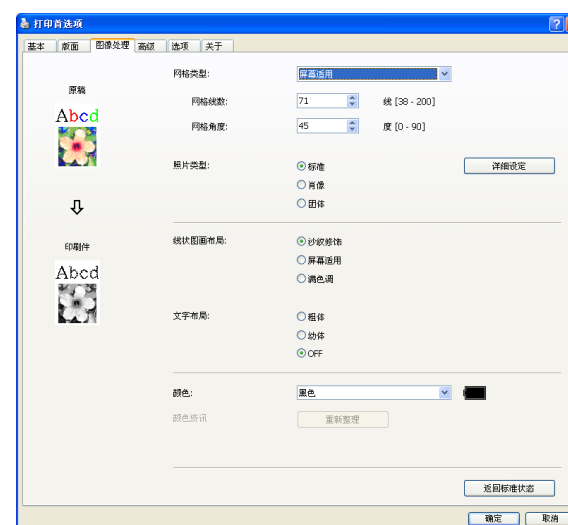 打印首选项
基本 版面 图像处理 高级 选项 关于
网格类型: 屏幕适用
原稿
网格线数: 71 线 [38 - 200]
Abcd
网格角度: 45 度 [0 - 90]
照片类型: 标准 详细设定
肖像
团体
线状图画布局: 沙纹修饰
印刷件
屏幕适用
Abcd
满色调
文字布局: 粗体
幼体
OFF
颜色: 黑色
颜色资讯 重新整理
返回标准状态
确定 取消